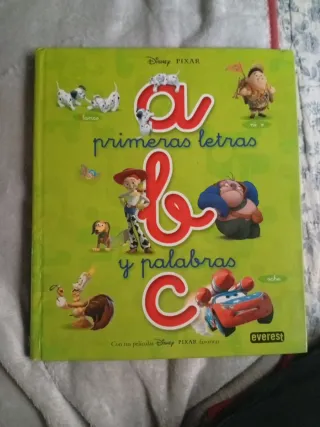 Disney PIXAR
a
primeras letras
b
y palabras
c
Con tus películas Disney PIXAR favoritas
everest